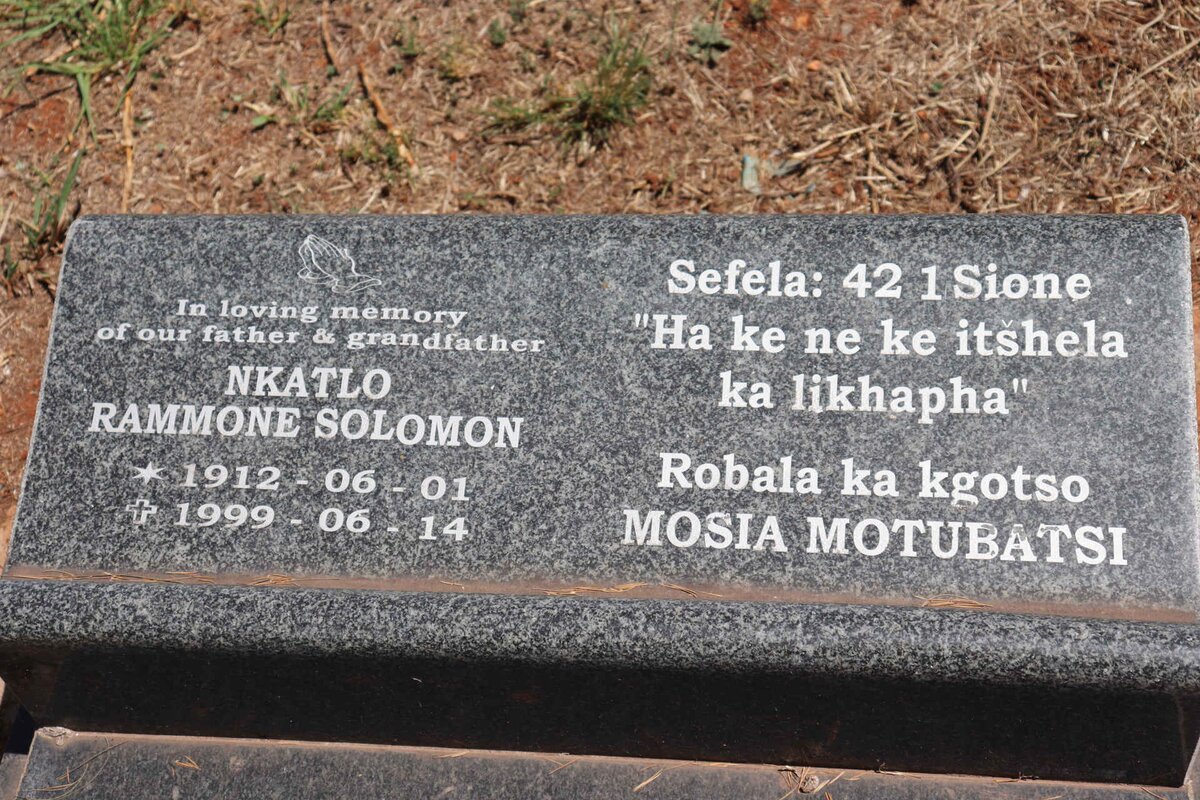 In loving memory
of our father & grandfather
NKATLO
RAMMONE SOLOMON
1912 - 06 - 01
1999 - 06 - 14
Sefela: 42 1 Sione
"Ha ke ne ke itšhela
ka likhapha"
Robala ka kgotso
MOSIA MOTUBATSI